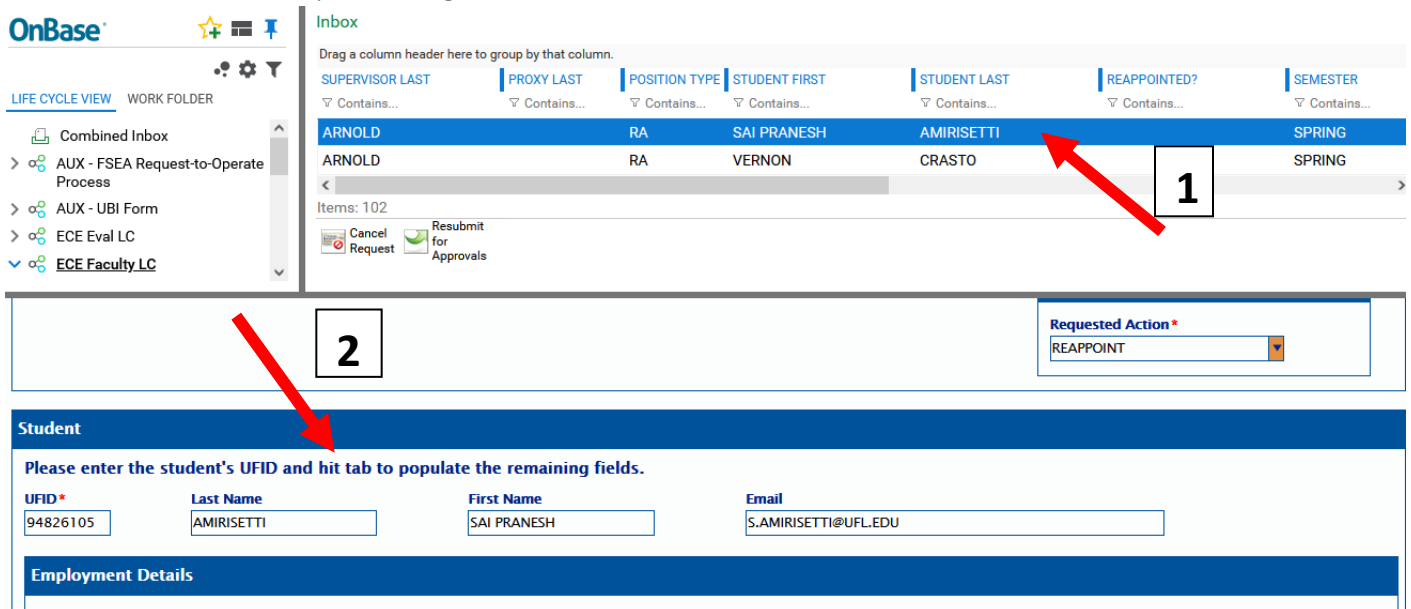 OnBase
LIFE CYCLE VIEW WORK FOLDER
Combined Inbox
AUX - FSEA Request-to-Operate
Process
AUX - UBI Form
ECE Eval LC
ECE Faculty LC
Inbox
Drag a column header here to group by that column.
SUPERVISOR LAST PROXY LAST POSITION TYPE STUDENT FIRST STUDENT LAST REAPPOINTED? SEMESTER
Contains... Contains... Contains... Contains... Contains... Contains... Contains...
ARNOLD RA SAI PRANESH AMIRISETTI SPRING
ARNOLD RA VERNON CRASTO SPRING
1
Items: 102
Cancel
Request
Resubmit
for
Approvals
2
Requested Action*
REAPPOINT
Student
Please enter the student's UFID and hit tab to populate the remaining fields.
UFID* Last Name First Name Email
94826105 AMIRISETTI SAI PRANESH S.AMIRISETTI@UFL.EDU
Employment Details